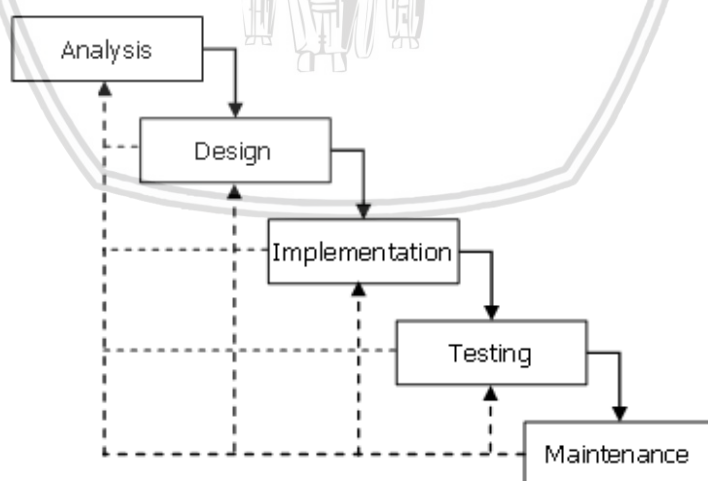 Analysis
Design
Implementation
Testing
Maintenance